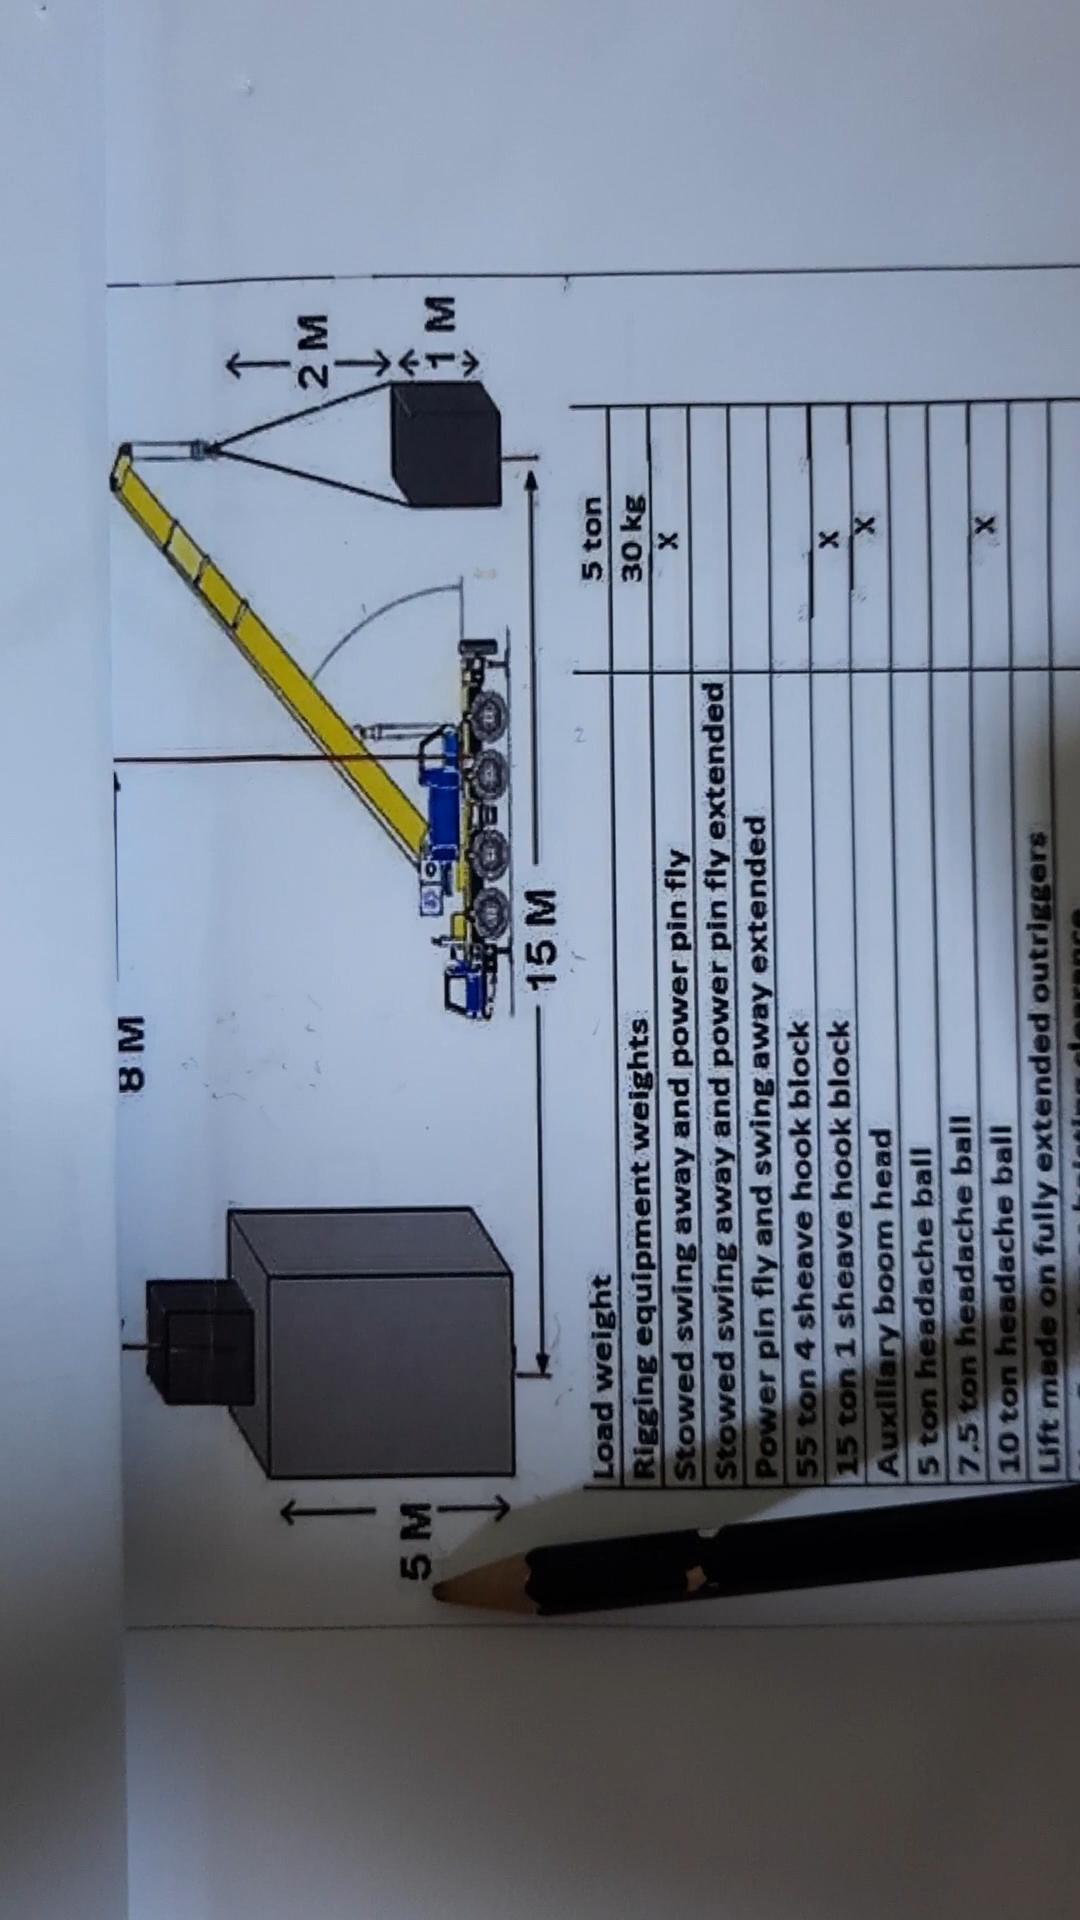 8 M
2 M
1 M
5 M
15 M
Load weight 5 ton
Rigging equipment weights 30 kg
Stowed swing away and power pin fly X
Stowed swing away and power pin fly extended
Power pin fly and swing away extended
55 ton 4 sheave hook block
15 ton 1 sheave hook block X
Auxiliary boom head X
5 ton headache ball
7.5 ton headache ball
10 ton headache ball X
Lift made on fully extended outriggers